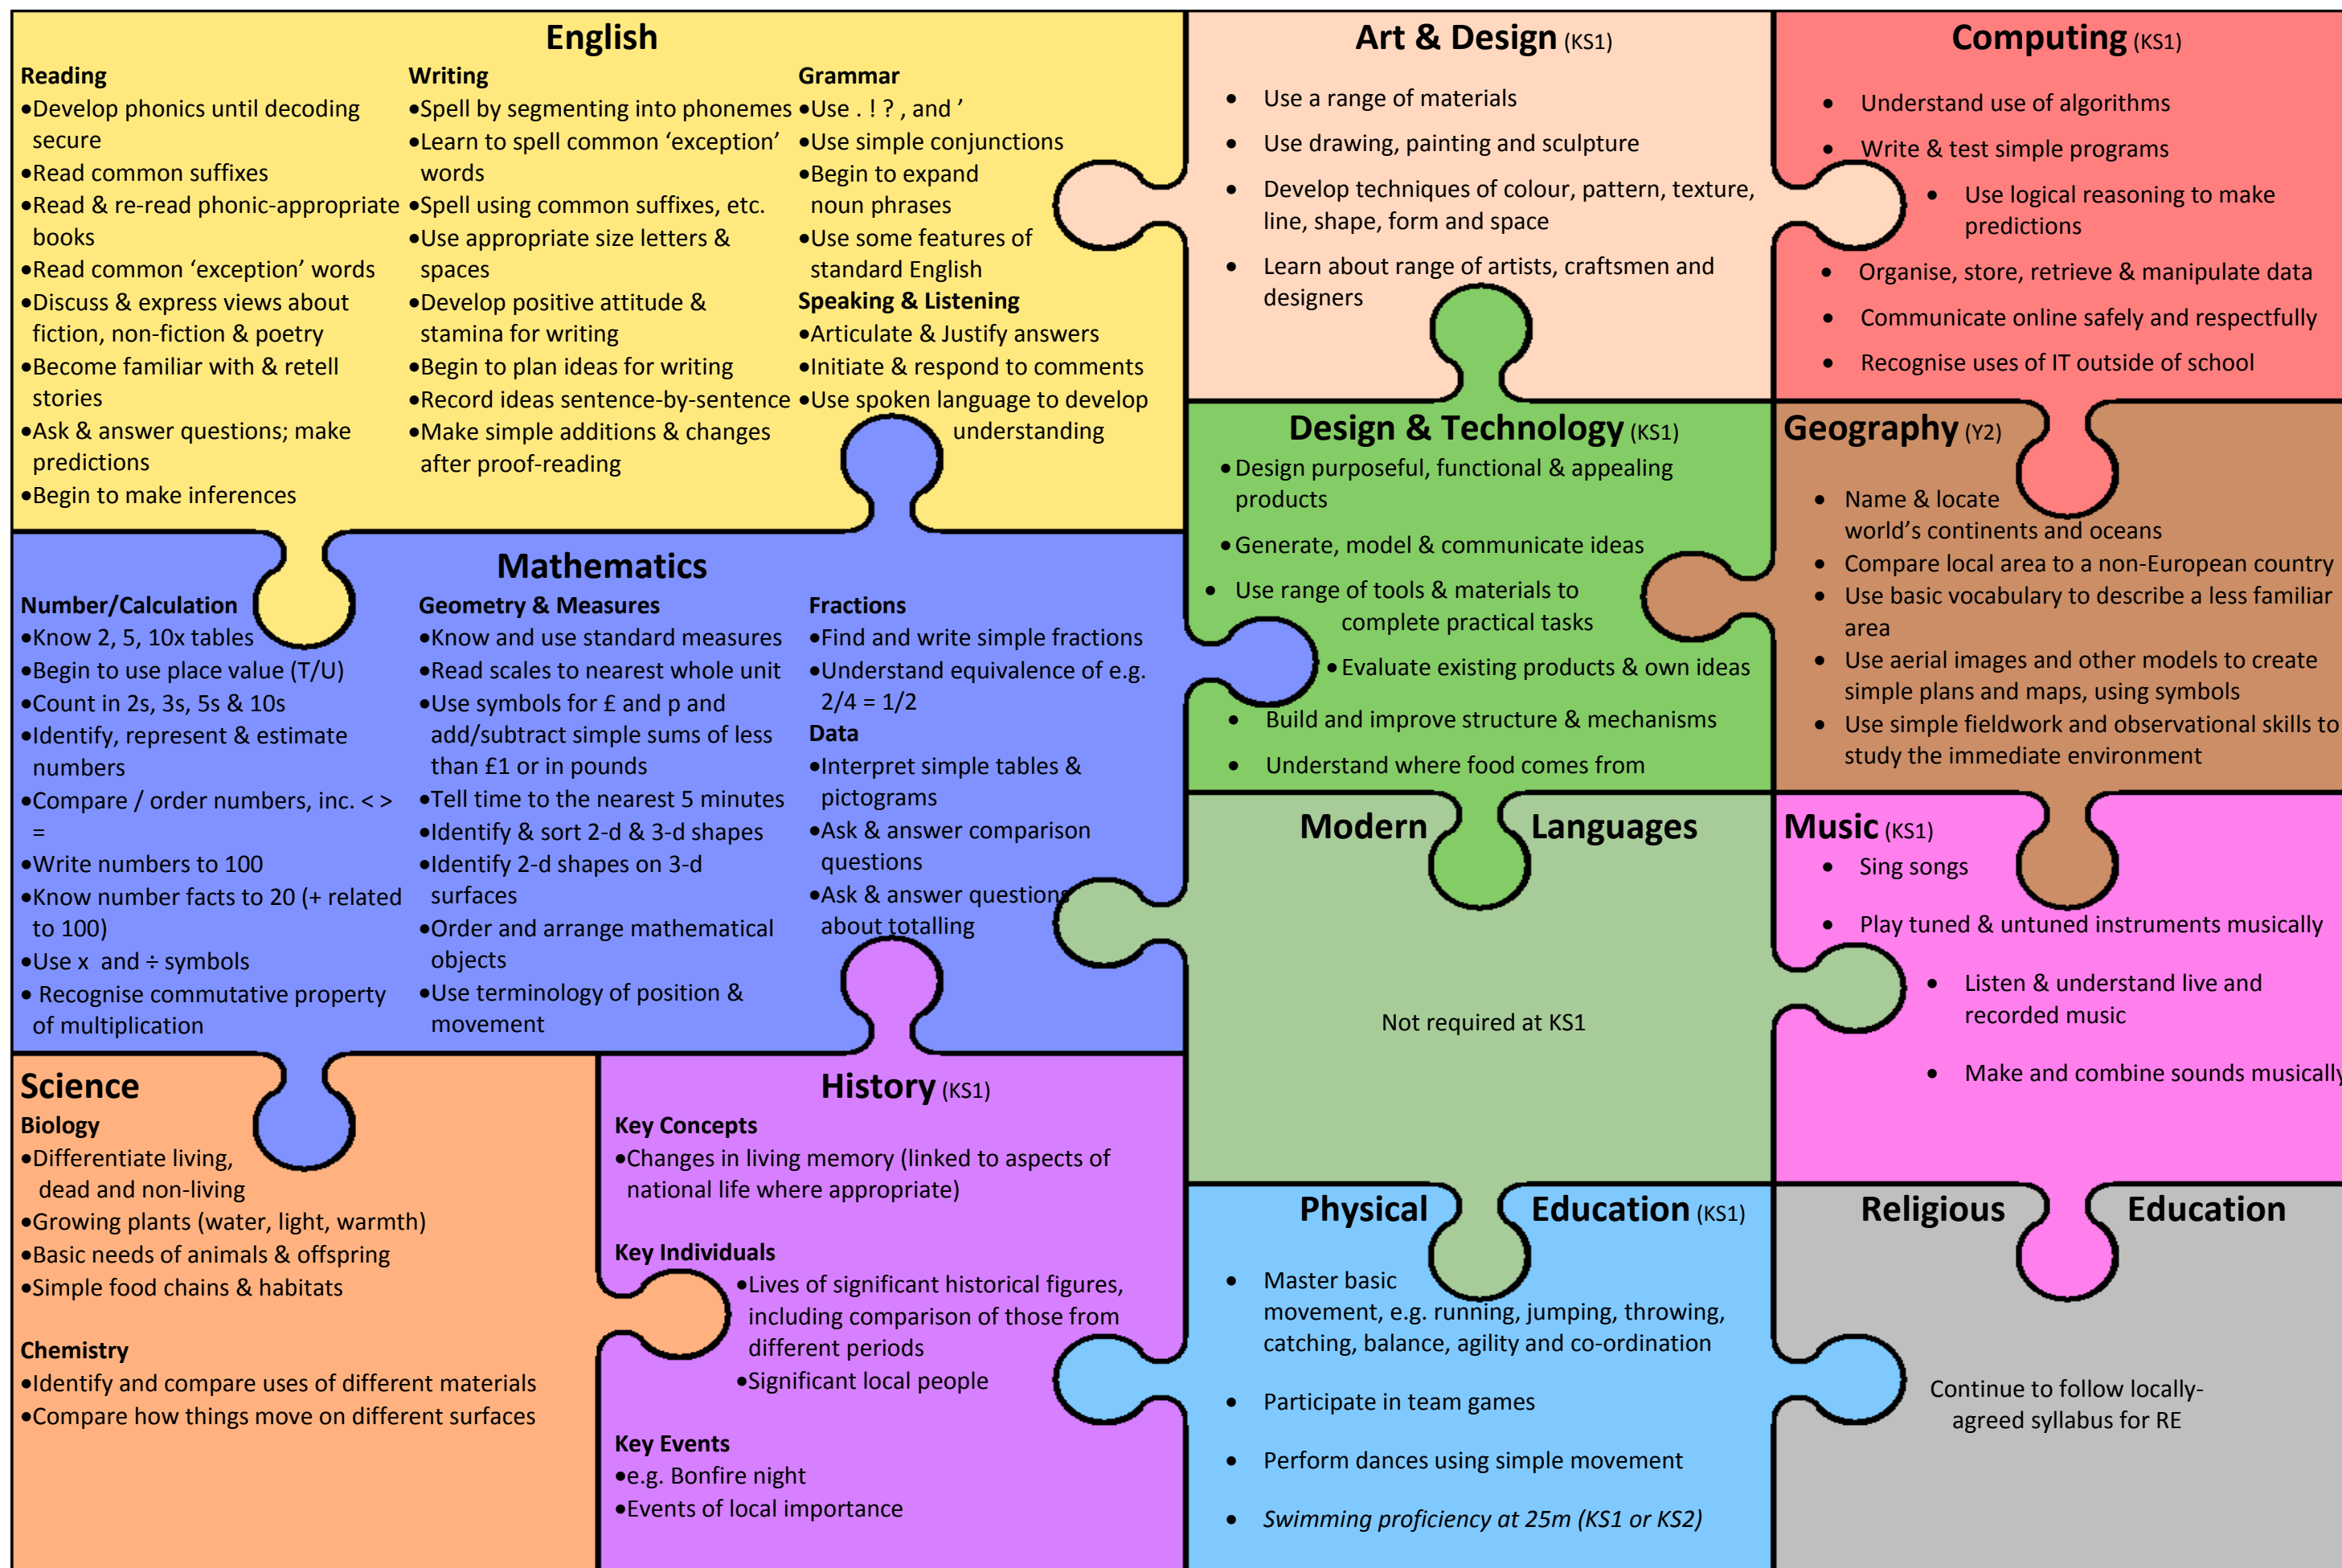 English
Reading
•Develop phonics until decoding
secure
•Read common suffixes
•Read & re-read phonic-appropriate
books
•Read common ‘exception’ words
•Discuss & express views about
fiction, non-fiction & poetry
•Become familiar with & retell
stories
•Ask & answer questions; make
predictions
•Begin to make inferences
Writing
•Spell by segmenting into phonemes
•Learn to spell common ‘exception’
words
•Spell using common suffixes, etc.
•Use appropriate size letters &
spaces
•Develop positive attitude &
stamina for writing
•Begin to plan ideas for writing
•Record ideas sentence-by-sentence
•Make simple additions & changes
after proof-reading
Grammar
•Use . ! ? , and ’
•Use simple conjunctions
•Begin to expand
noun phrases
•Use some features of
standard English
Speaking & Listening
•Articulate & Justify answers
•Initiate & respond to comments
•Use spoken language to develop
understanding
Art & Design (KS1)
• Use a range of materials
• Use drawing, painting and sculpture
• Develop techniques of colour, pattern, texture,
line, shape, form and space
• Learn about range of artists, craftsmen and
designers
Computing (KS1)
• Understand use of algorithms
• Write & test simple programs
• Use logical reasoning to make
predictions
• Organise, store, retrieve & manipulate data
• Communicate online safely and respectfully
• Recognise uses of IT outside of school
Mathematics
Number/Calculation
•Know 2, 5, 10x tables
•Begin to use place value (T/U)
•Count in 2s, 3s, 5s & 10s
•Identify, represent & estimate
numbers
•Compare / order numbers, inc. < >
=
•Write numbers to 100
•Know number facts to 20 (+ related
to 100)
•Use x and ÷ symbols
• Recognise commutative property
of multiplication
Geometry & Measures
•Know and use standard measures
•Read scales to nearest whole unit
•Use symbols for £ and p and
add/subtract simple sums of less
than £1 or in pounds
•Tell time to the nearest 5 minutes
•Identify & sort 2-d & 3-d shapes
•Identify 2-d shapes on 3-d
surfaces
•Order and arrange mathematical
objects
•Use terminology of position &
movement
Fractions
•Find and write simple fractions
•Understand equivalence of e.g.
2/4 = 1/2
Data
•Interpret simple tables &
pictograms
•Ask & answer comparison
questions
•Ask & answer questions
about totalling
Design & Technology (KS1)
•Design purposeful, functional & appealing
products
•Generate, model & communicate ideas
• Use range of tools & materials to
complete practical tasks
•Evaluate existing products & own ideas
• Build and improve structure & mechanisms
• Understand where food comes from
Geography (Y2)
• Name & locate
world’s continents and oceans
• Compare local area to a non-European country
• Use basic vocabulary to describe a less familiar
area
• Use aerial images and other models to create
simple plans and maps, using symbols
• Use simple fieldwork and observational skills to
study the immediate environment
Modern Languages
Not required at KS1
Music (KS1)
• Sing songs
• Play tuned & untuned instruments musically
• Listen & understand live and
recorded music
• Make and combine sounds musically
Science
Biology
•Differentiate living,
dead and non-living
•Growing plants (water, light, warmth)
•Basic needs of animals & offspring
•Simple food chains & habitats
Chemistry
•Identify and compare uses of different materials
•Compare how things move on different surfaces
History (KS1)
Key Concepts
•Changes in living memory (linked to aspects of
national life where appropriate)
Key Individuals
•Lives of significant historical figures,
including comparison of those from
different periods
•Significant local people
Key Events
•e.g. Bonfire night
•Events of local importance
Physical Education (KS1)
• Master basic
movement, e.g. running, jumping, throwing,
catching, balance, agility and co-ordination
• Participate in team games
• Perform dances using simple movement
• Swimming proficiency at 25m (KS1 or KS2)
Religious Education
Continue to follow locally-
agreed syllabus for RE